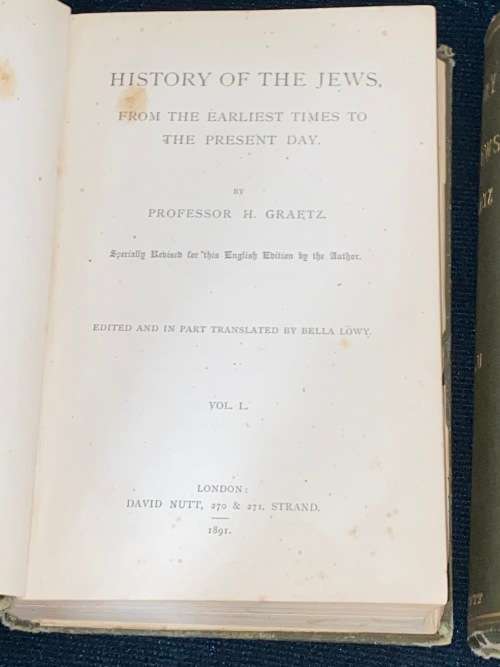 HISTORY OF THE JEWS,
FROM THE EARLIEST TIMES TO
THE PRESENT DAY.
BY
PROFESSOR H. GRAETZ.
Specially Revised for this English Edition by the Author.
EDITED AND IN PART TRANSLATED BY BELLA LÖWY.
VOL. I.
LONDON:
DAVID NUTT, 270 & 271, STRAND.
1891.